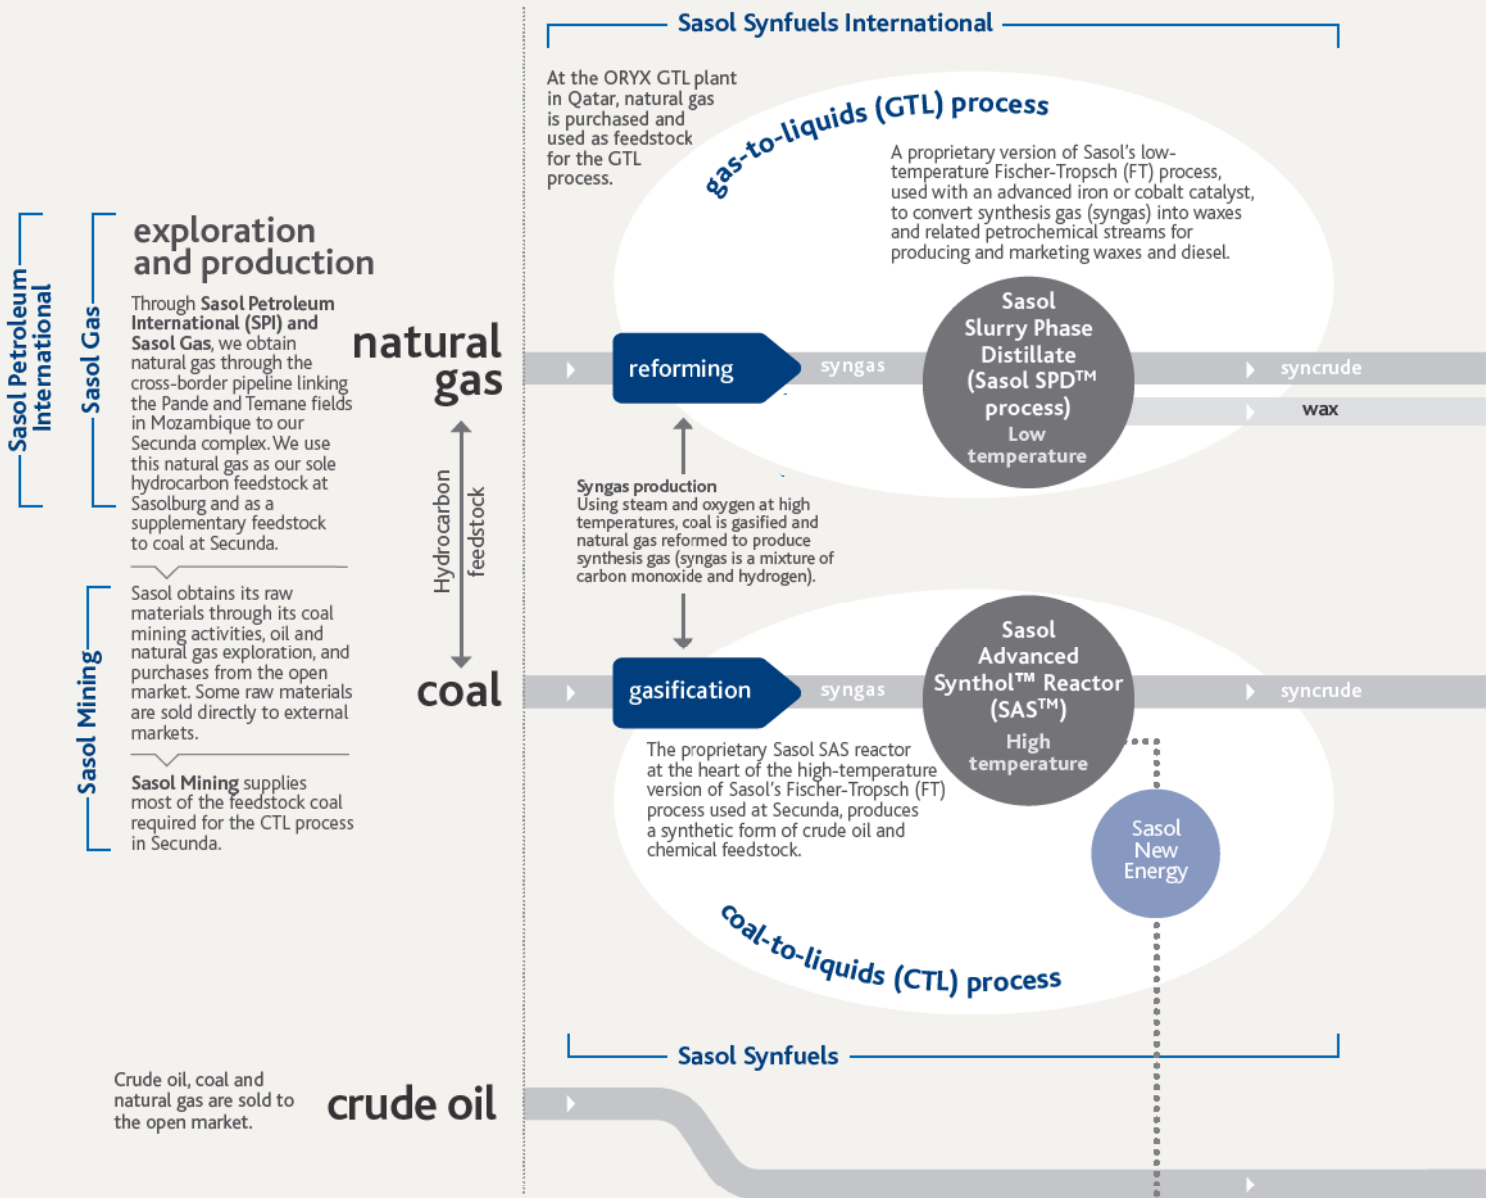 Sasol Synfuels International
At the ORYX GTL plant
in Qatar, natural gas
is purchased and
used as feedstock
for the GTL
process.
gas-to-liquids (GTL) process
A proprietary version of Sasol's low-
temperature Fischer-Tropsch (FT) process,
used with an advanced iron or cobalt catalyst,
to convert synthesis gas (syngas) into waxes
and related petrochemical streams for
producing and marketing waxes and diesel.
Sasol Petroleum
International
Sasol Gas
exploration
and production
Through Sasol Petroleum
International (SPI) and
Sasol Gas, we obtain
natural gas through the
cross-border pipeline linking
the Pande and Temane fields
in Mozambique to our
Secunda complex. We use
this natural gas as our sole
hydrocarbon feedstock at
Sasolburg and as a
supplementary feedstock
to coal at Secunda.
natural
gas
reforming
syngas
Sasol
Slurry Phase
Distillate
(Sasol SPD™
process)
Low
temperature
syncrude
wax
Hydrocarbon
feedstock
Syngas production
Using steam and oxygen at high
temperatures, coal is gasified and
natural gas reformed to produce
synthesis gas (syngas is a mixture of
carbon monoxide and hydrogen).
Sasol Mining
Sasol obtains its raw
materials through its coal
mining activities, oil and
natural gas exploration, and
purchases from the open
market. Some raw materials
are sold directly to external
markets.
Sasol Mining supplies
most of the feedstock coal
required for the CTL process
in Secunda.
coal
gasification
syngas
Sasol
Advanced
Synthol™ Reactor
(SAS™)
High
temperature
syncrude
The proprietary Sasol SAS reactor
at the heart of the high-temperature
version of Sasol's Fischer-Tropsch (FT)
process used at Secunda, produces
a synthetic form of crude oil and
chemical feedstock.
Sasol
New
Energy
coal-to-liquids (CTL) process
Sasol Synfuels
Crude oil, coal and
natural gas are sold to
the open market.
crude oil